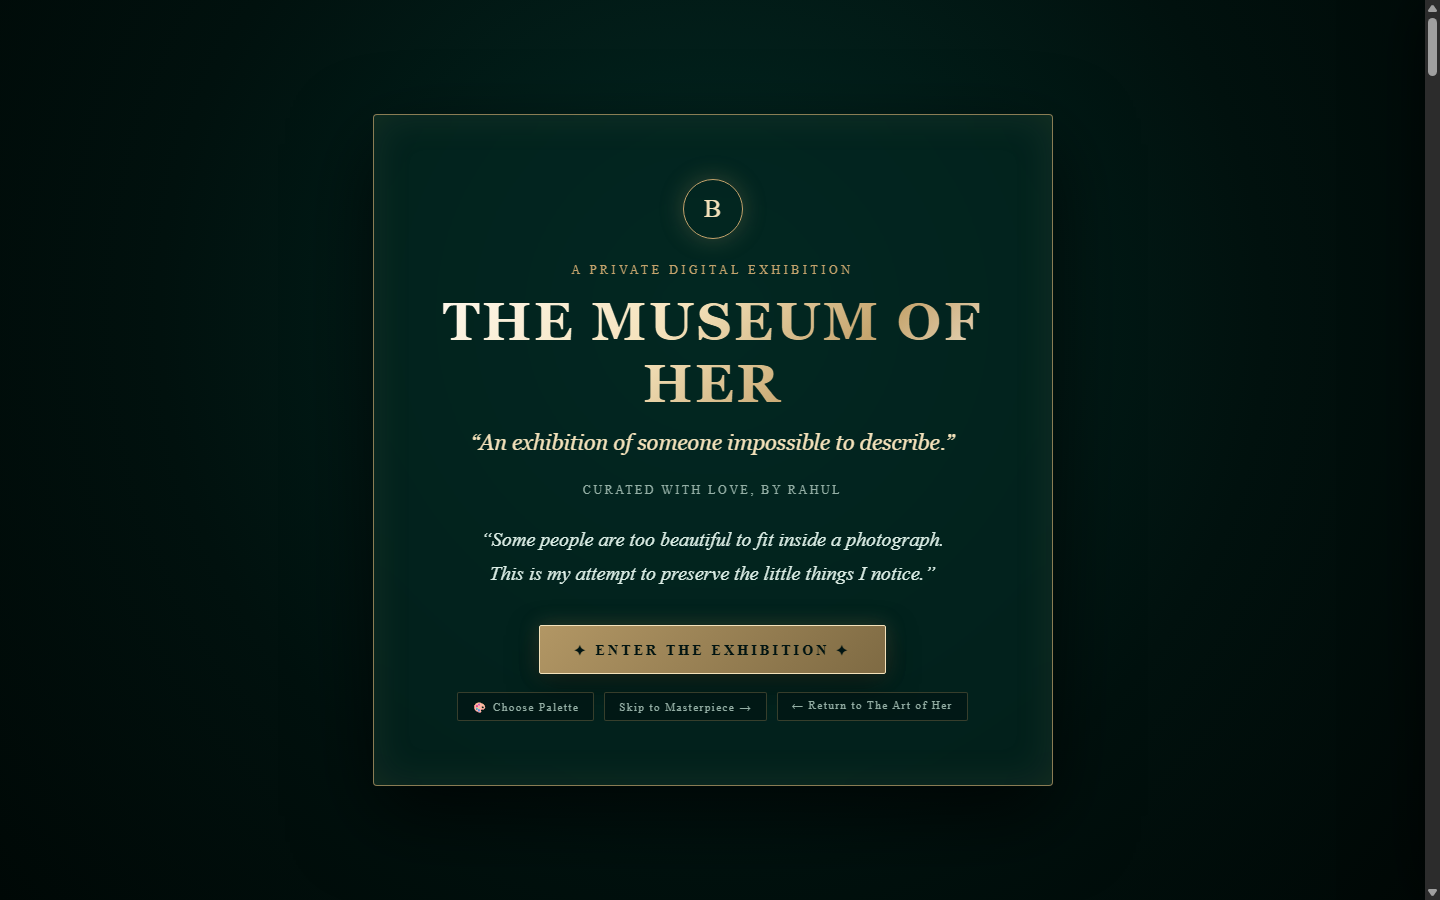 B
A PRIVATE DIGITAL EXHIBITION
THE MUSEUM OF
HER
“An exhibition of someone impossible to describe.”
CURATED WITH LOVE, BY RAHUL
“Some people are too beautiful to fit inside a photograph.
This is my attempt to preserve the little things I notice.”
✦ ENTER THE EXHIBITION ✦
🎨 Choose Palette
Skip to Masterpiece →
← Return to The Art of Her